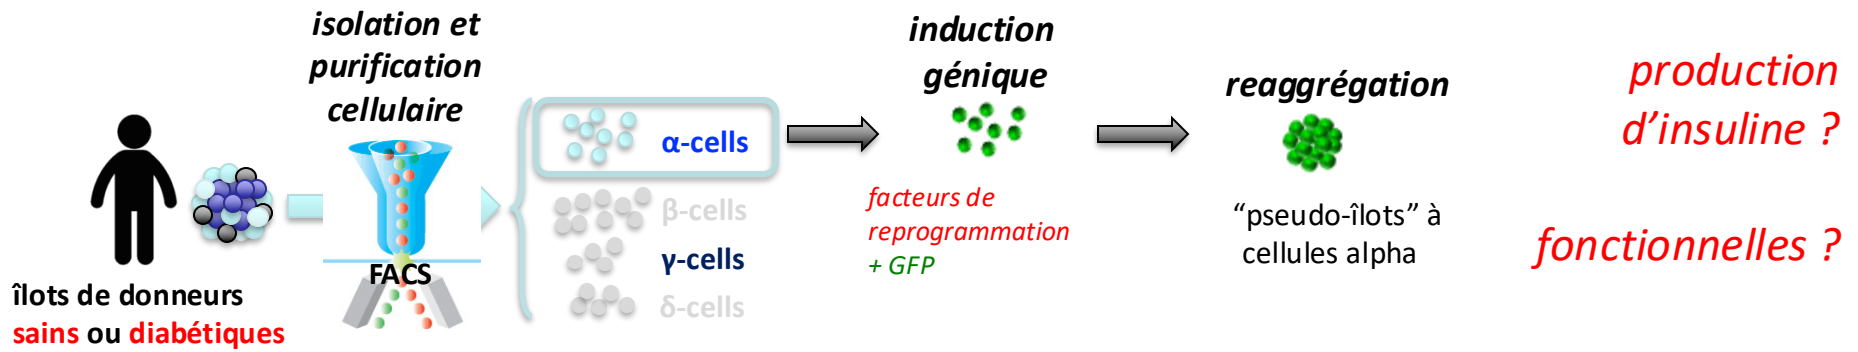 isolation et
purification
cellulaire
FACS
îlots de donneurs
sains ou diabétiques
α-cells
β-cells
γ-cells
δ-cells
induction
génique
facteurs de
reprogrammation
+ GFP
reaggrégation
“pseudo-îlots” à
cellules alpha
production
d’insuline ?
fonctionnelles ?